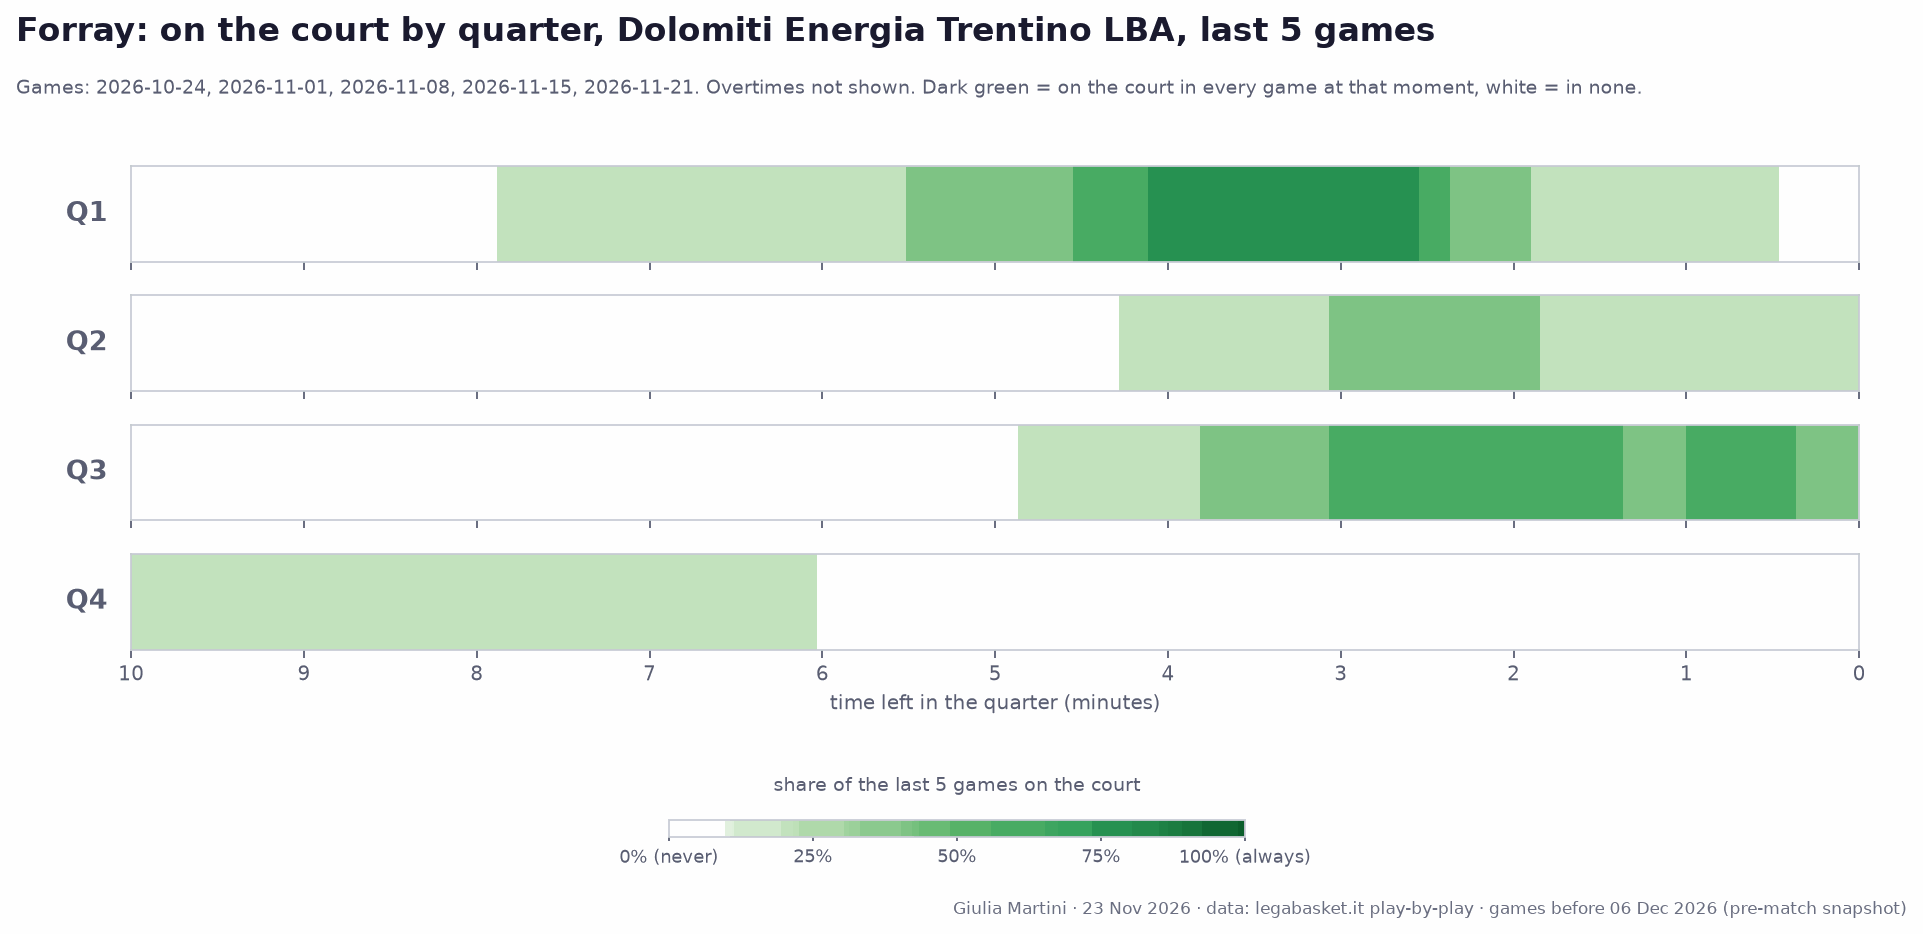 Forray: on the court by quarter, Dolomiti Energia Trentino LBA, last 5 games
Games: 2026-10-24, 2026-11-01, 2026-11-08, 2026-11-15, 2026-11-21. Overtimes not shown. Dark green = on the court in every game at that moment, white = in none.
Q1
Q2
Q3
Q4
10 9 8 7 6 5 4 3 2 1 0
time left in the quarter (minutes)
share of the last 5 games on the court
0% (never) 25% 50% 75% 100% (always)
Giulia Martini · 23 Nov 2026 · data: legabasket.it play-by-play · games before 06 Dec 2026 (pre-match snapshot)